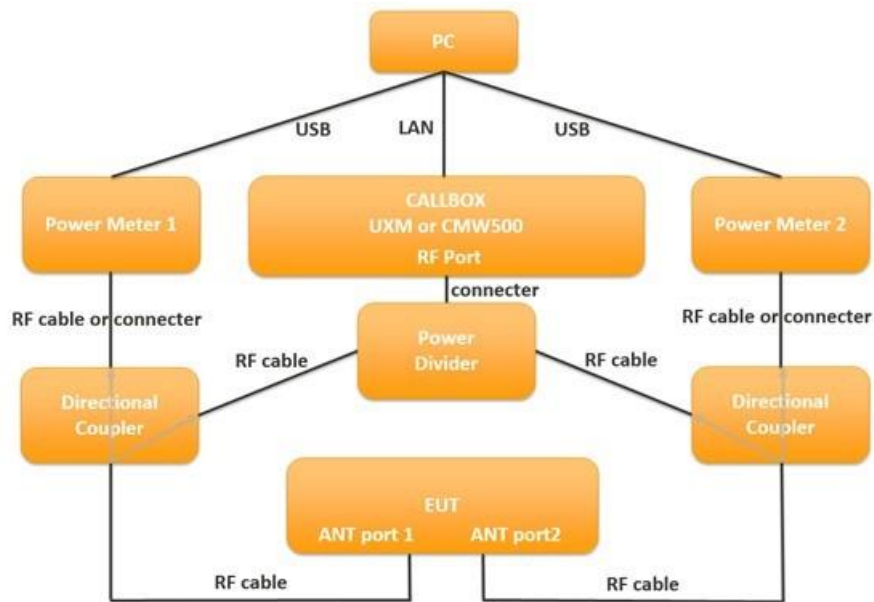 PC
USB
LAN
USB
Power Meter 1
CALLBOX
UXM or CMW500
RF Port
Power Meter 2
connecter
RF cable or connecter
RF cable or connecter
Power
Divider
RF cable
RF cable
Directional
Coupler
Directional
Coupler
EUT
ANT port 1
ANT port2
RF cable
RF cable